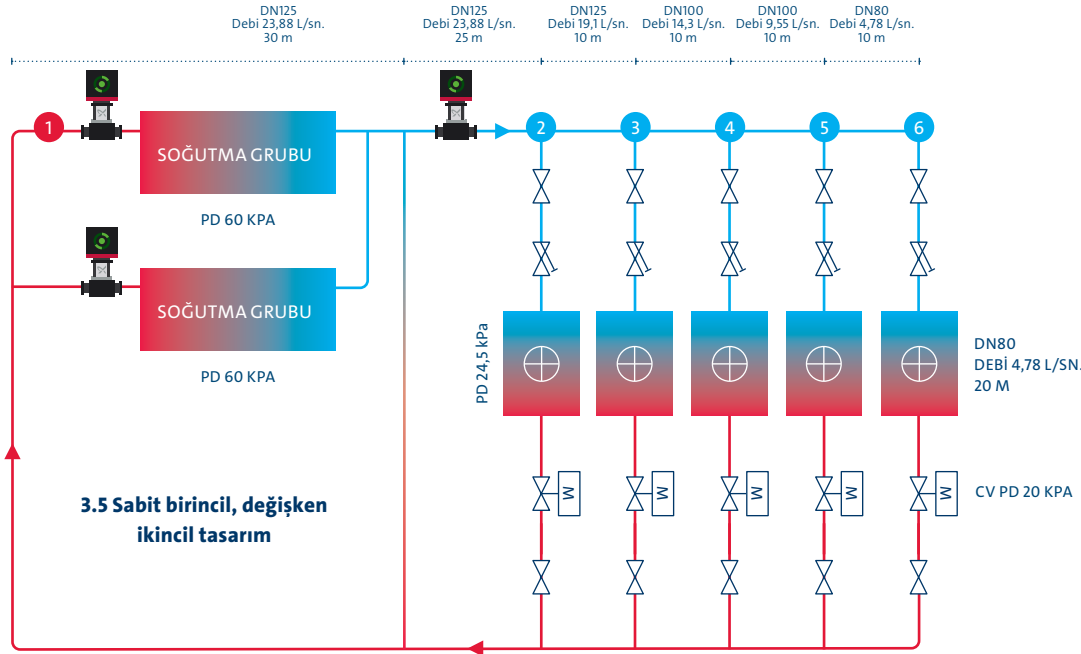 DN125
Debi 23,88 L/sn.
30 m
DN125
Debi 23,88 L/sn.
25 m
DN125
Debi 19,1 L/sn.
10 m
DN100
Debi 14,3 L/sn.
10 m
DN100
Debi 9,55 L/sn.
10 m
DN80
Debi 4,78 L/sn.
10 m
1
2
3
4
5
6
SOĞUTMA GRUBU
PD 60 KPA
SOĞUTMA GRUBU
PD 60 KPA
PD 24,5 kPa
DN80
DEBİ 4,78 L/SN.
20 M
M
M
M
M
M
CV PD 20 KPA
3.5 Sabit birincil, değişken
ikincil tasarım